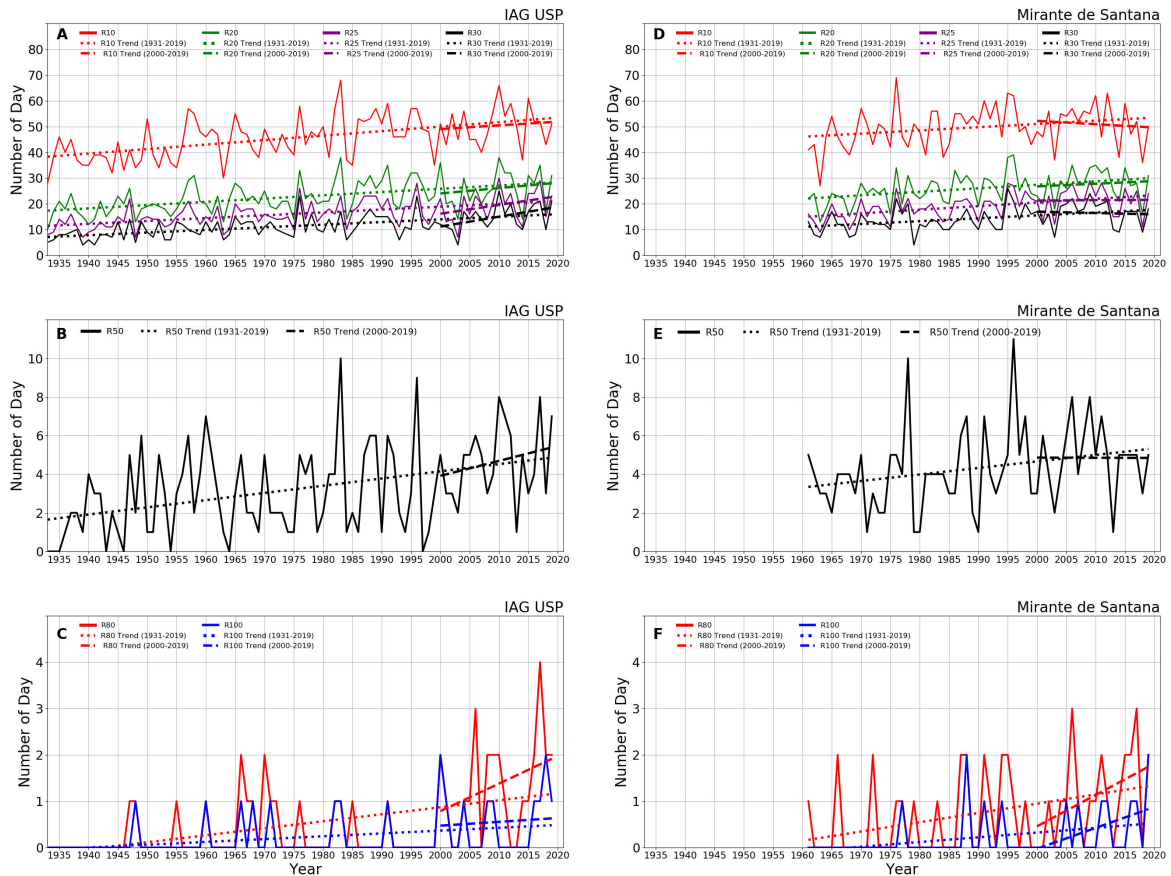 IAG USP
A
R10 R20 R25 R30
R10 Trend (1931-2019) R20 Trend (1931-2019) R25 Trend (1931-2019) R30 Trend (1931-2019)
R10 Trend (2000-2019) R20 Trend (2000-2019) R25 Trend (2000-2019) R30 Trend (2000-2019)
Number of Day
80
70
60
50
40
30
20
10
0
1935 1940 1945 1950 1955 1960 1965 1970 1975 1980 1985 1990 1995 2000 2005 2010 2015 2020
Mirante de Santana
D
R10 R20 R25 R30
R10 Trend (1931-2019) R20 Trend (1931-2019) R25 Trend (1931-2019) R30 Trend (1931-2019)
R10 Trend (2000-2019) R20 Trend (2000-2019) R25 Trend (2000-2019) R30 Trend (2000-2019)
Number of Day
80
70
60
50
40
30
20
10
0
1935 1940 1945 1950 1955 1960 1965 1970 1975 1980 1985 1990 1995 2000 2005 2010 2015 2020
IAG USP
B R50 R50 Trend (1931-2019) R50 Trend (2000-2019)
Number of Day
10
8
6
4
2
0
1935 1940 1945 1950 1955 1960 1965 1970 1975 1980 1985 1990 1995 2000 2005 2010 2015 2020
Mirante de Santana
E R50 R50 Trend (1931-2019) R50 Trend (2000-2019)
Number of Day
10
8
6
4
2
0
1935 1940 1945 1950 1955 1960 1965 1970 1975 1980 1985 1990 1995 2000 2005 2010 2015 2020
IAG USP
C
R80 R100
R80 Trend (1931-2019) R100 Trend (1931-2019)
R80 Trend (2000-2019) R100 Trend (2000-2019)
Number of Day
4
3
2
1
0
1935 1940 1945 1950 1955 1960 1965 1970 1975 1980 1985 1990 1995 2000 2005 2010 2015 2020
Year
Mirante de Santana
F
R80 R100
R80 Trend (1931-2019) R100 Trend (1931-2019)
R80 Trend (2000-2019) R100 Trend (2000-2019)
Number of Day
4
3
2
1
0
1935 1940 1945 1950 1955 1960 1965 1970 1975 1980 1985 1990 1995 2000 2005 2010 2015 2020
Year